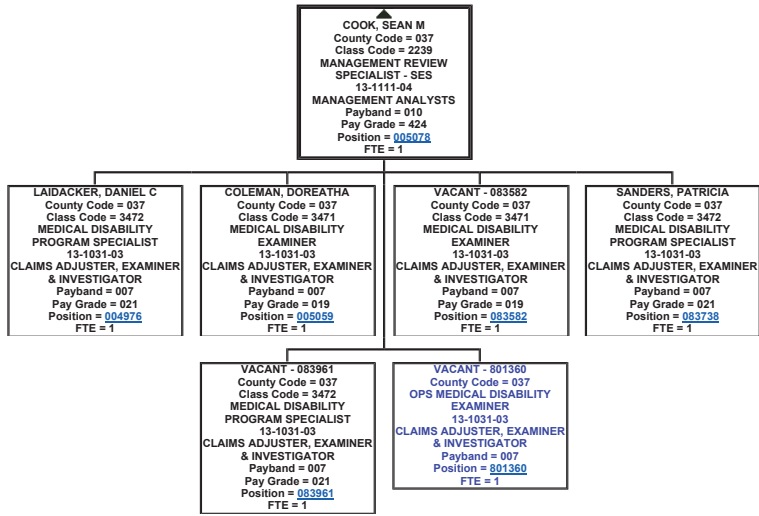 COOK, SEAN M
County Code = 037
Class Code = 2239
MANAGEMENT REVIEW
SPECIALIST - SES
13-1111-04
MANAGEMENT ANALYSTS
Payband = 010
Pay Grade = 424
Position = 005078
FTE = 1
LAIDACKER, DANIEL C
County Code = 037
Class Code = 3472
MEDICAL DISABILITY
PROGRAM SPECIALIST
13-1031-03
CLAIMS ADJUSTER, EXAMINER
& INVESTIGATOR
Payband = 007
Pay Grade = 021
Position = 004976
FTE = 1
COLEMAN, DOREATHA
County Code = 037
Class Code = 3471
MEDICAL DISABILITY
EXAMINER
13-1031-03
CLAIMS ADJUSTER, EXAMINER
& INVESTIGATOR
Payband = 007
Pay Grade = 019
Position = 005059
FTE = 1
VACANT - 083582
County Code = 037
Class Code = 3471
MEDICAL DISABILITY
EXAMINER
13-1031-03
CLAIMS ADJUSTER, EXAMINER
& INVESTIGATOR
Payband = 007
Pay Grade = 019
Position = 083582
FTE = 1
SANDERS, PATRICIA
County Code = 037
Class Code = 3472
MEDICAL DISABILITY
PROGRAM SPECIALIST
13-1031-03
CLAIMS ADJUSTER, EXAMINER
& INVESTIGATOR
Payband = 007
Pay Grade = 021
Position = 083738
FTE = 1
VACANT - 083961
County Code = 037
Class Code = 3472
MEDICAL DISABILITY
PROGRAM SPECIALIST
13-1031-03
CLAIMS ADJUSTER, EXAMINER
& INVESTIGATOR
Payband = 007
Pay Grade = 021
Position = 083961
FTE = 1
VACANT - 801360
County Code = 037
OPS MEDICAL DISABILITY
EXAMINER
13-1031-03
CLAIMS ADJUSTER, EXAMINER
& INVESTIGATOR
Payband = 007
Position = 801360
FTE = 1